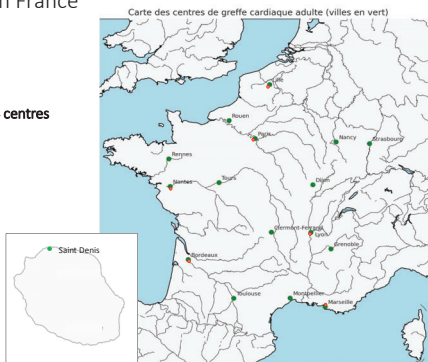 n France
Carte des centres de greffe cardiaque adulte (villes en vert)
centres
Lille
Rouen
Paris
Nancy
Strasbourg
Rennes
Nantes
Tours
Dijon
Clermont-Ferrand
Lyon
Grenoble
Bordeaux
Saint Denis
Toulouse
Montpellier
Marseille